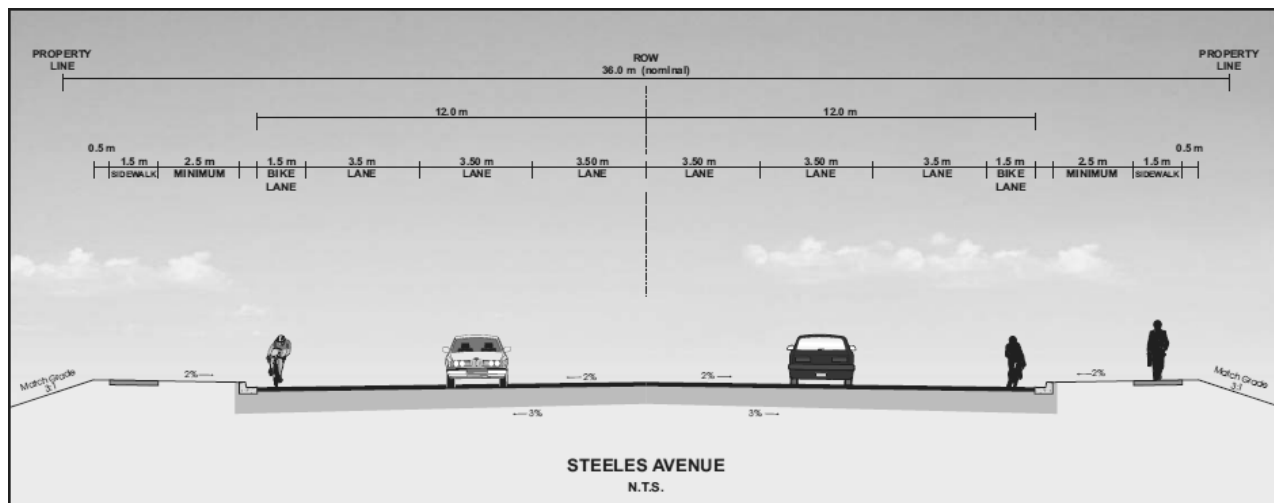 PROPERTY
LINE
ROW
36.0 m (nominal)
PROPERTY
LINE
12.0 m
12.0 m
0.5 m
0.5 m
1.5 m
2.5 m
1.5 m
3.5 m
3.50 m
3.50 m
3.50 m
3.50 m
3.5 m
1.5 m
2.5 m
1.5 m
SIDEWALK
MINIMUM
BIKE
LANE
LANE
LANE
LANE
LANE
LANE
LANE
BIKE
LANE
MINIMUM
SIDEWALK
Match Grade
3:1
2%
2%
2%
2%
Match Grade
3:1
3%
3%
STEELES AVENUE
N.T.S.